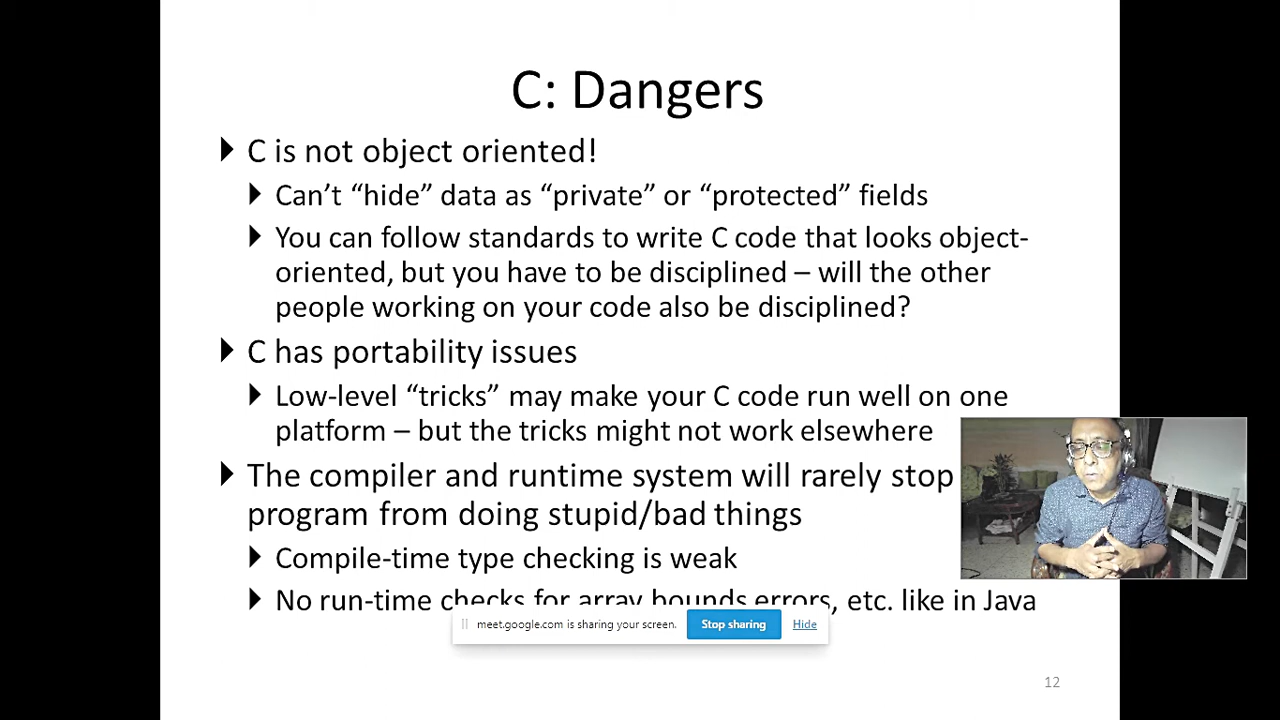 C: Dangers
C is not object oriented!
Can't “hide” data as “private” or “protected” fields
You can follow standards to write C code that looks object-
oriented, but you have to be disciplined – will the other
people working on your code also be disciplined?
C has portability issues
Low-level “tricks” may make your C code run well on one
platform – but the tricks might not work elsewhere
The compiler and runtime system will rarely stop
program from doing stupid/bad things
Compile-time type checking is weak
No run-time checks for array bounds errors, etc. like in Java
meet.google.com is sharing your screen. Stop sharing Hide
12